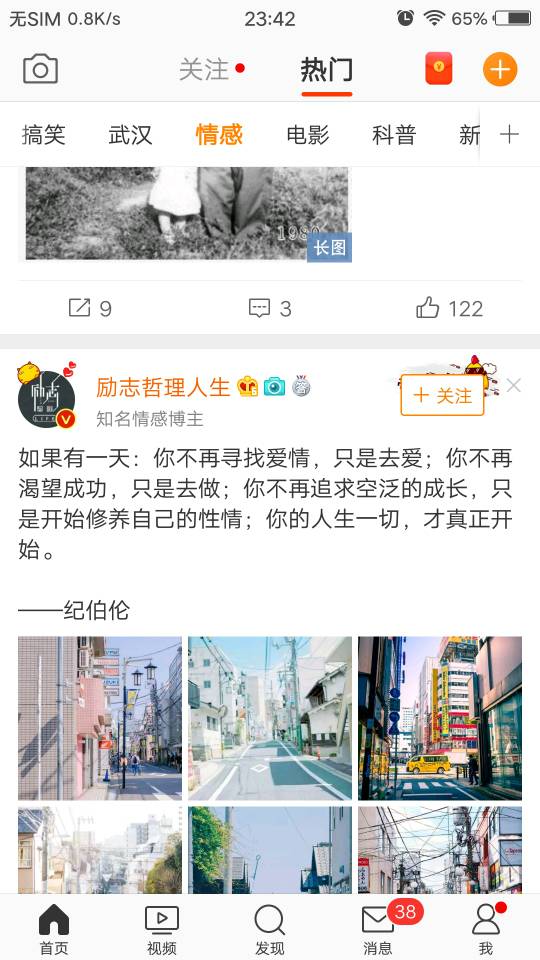 无SIM 0.8K/s 23:42 65%
关注 热门
搞笑 武汉 情感 电影 科普 新
1980
长图
9 3 122
励志哲理人生
+ 关注
知名情感博主
如果有一天：你不再寻找爱情，只是去爱；你不再
渴望成功，只是去做；你不再追求空泛的成长，只
是开始修养自己的性情；你的人生一切，才真正开
始。
——纪伯伦
首页 视频 发现 消息 38 我